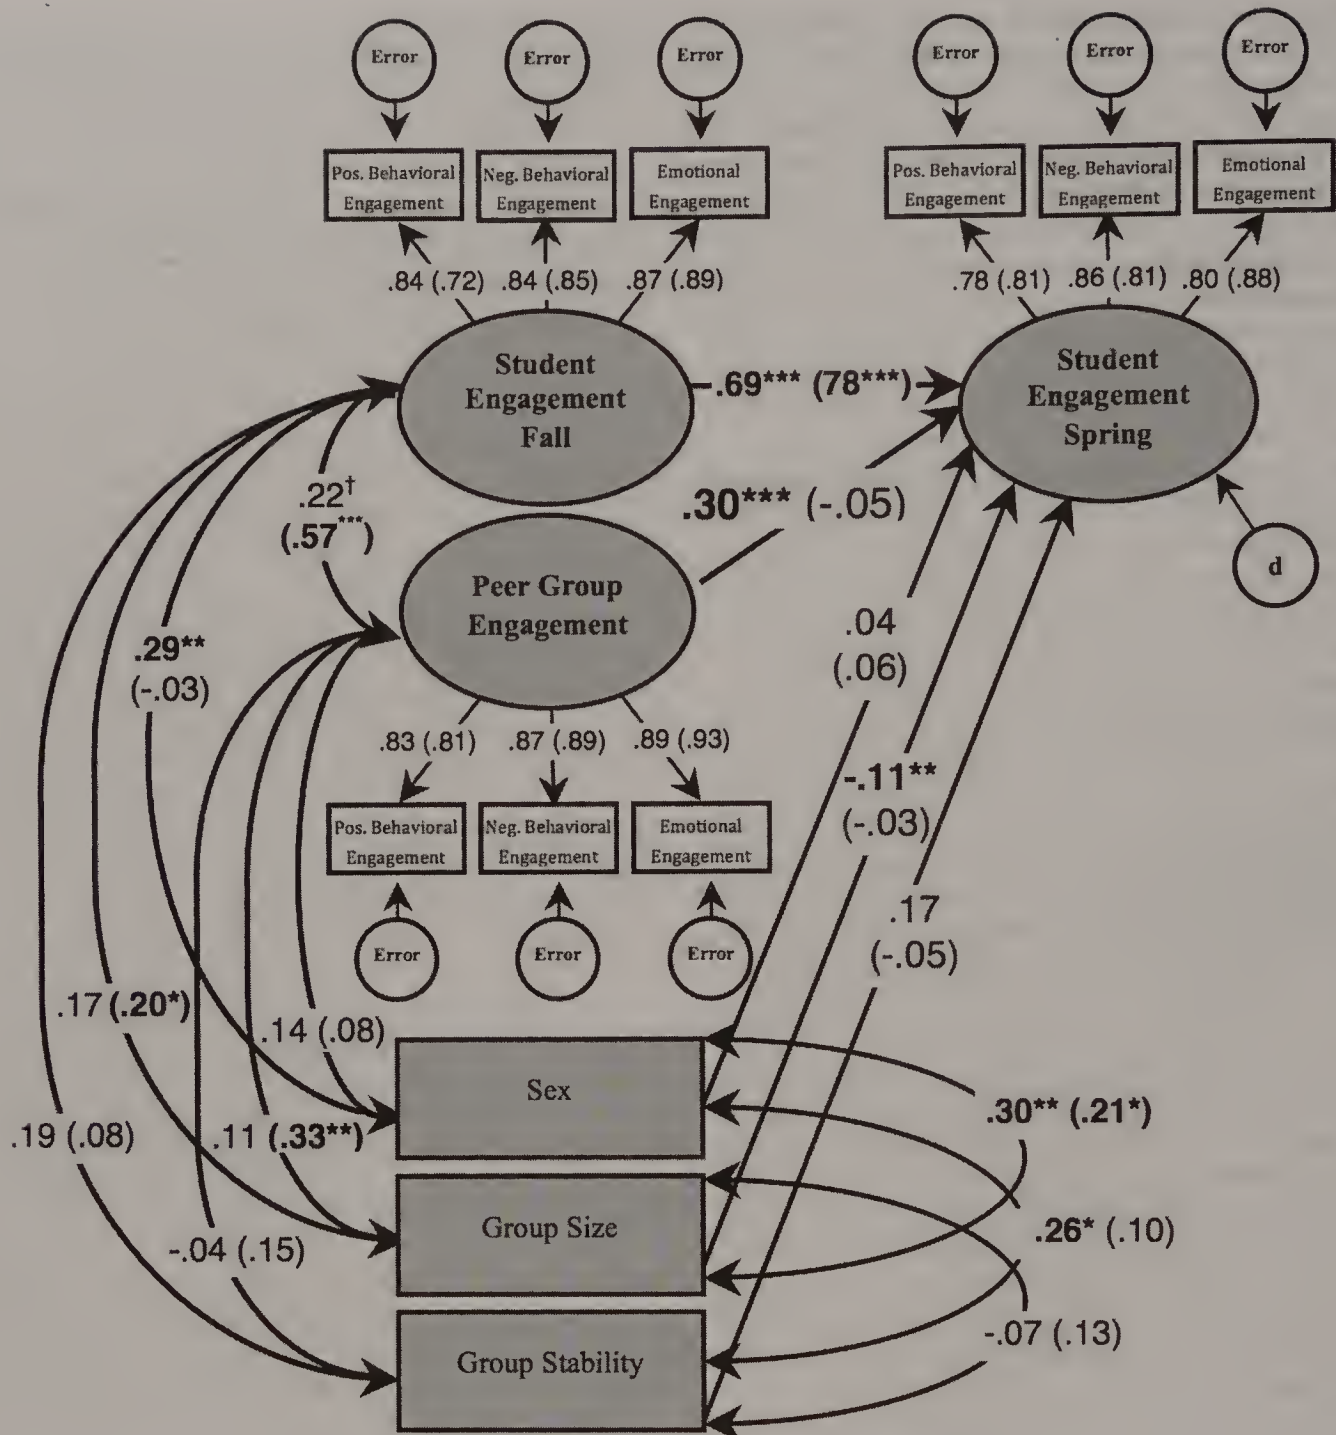 Error Error Error Error Error Error
Pos. Behavioral Engagement
Neg. Behavioral Engagement
Emotional Engagement
Pos. Behavioral Engagement
Neg. Behavioral Engagement
Emotional Engagement
.84 (.72) .84 (.85) .87 (.89)
.78 (.81) .86 (.81) .80 (.88)
Student
Engagement
Fall
.69*** (78***)
Student
Engagement
Spring
.22†
(.57***)
.30*** (-.05)
d
Peer Group
Engagement
.29**
(-.03)
.04
(.06)
.83 (.81) .87 (.89) .89 (.93)
-.11**
(-.03)
Pos. Behavioral Engagement
Neg. Behavioral Engagement
Emotional Engagement
.17
(-.05)
Error Error Error
.17 (.20*)
.14 (.08)
Sex
.30** (.21*)
.19 (.08)
.11 (.33**)
Group Size
.26* (.10)
-.04 (.15)
-.07 (.13)
Group Stability